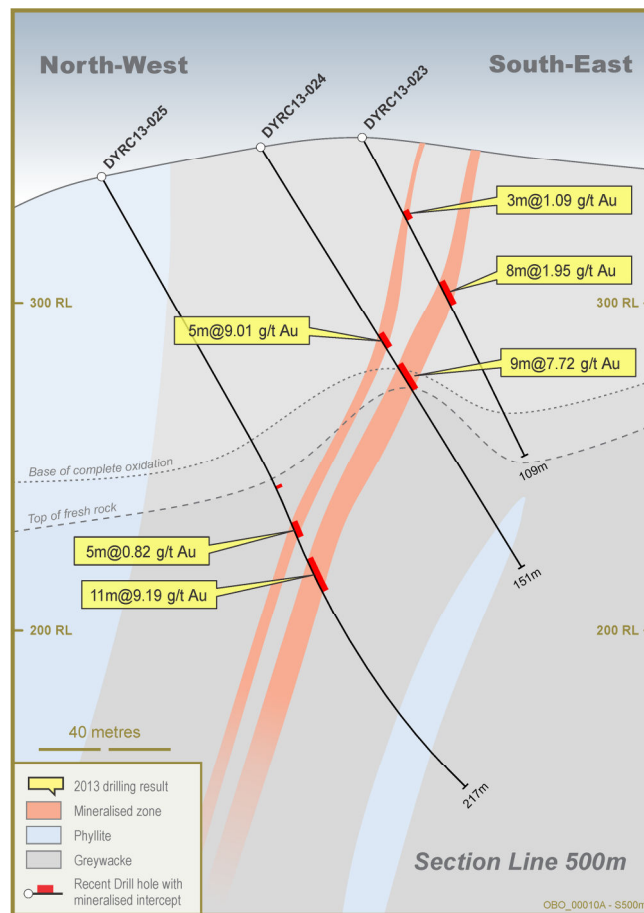 North-West
South-East
DYRC13-025
DYRC13-024
DYRC13-023
3m@1.09 g/t Au
8m@1.95 g/t Au
300 RL
300 RL
5m@9.01 g/t Au
9m@7.72 g/t Au
Base of complete oxidation
109m
Top of fresh rock
5m@0.82 g/t Au
151m
11m@9.19 g/t Au
200 RL
200 RL
40 metres
217m
2013 drilling result
Mineralised zone
Phyllite
Greywacke
Recent Drill hole with
mineralised intercept
Section Line 500m
OBO_00010A - S500m